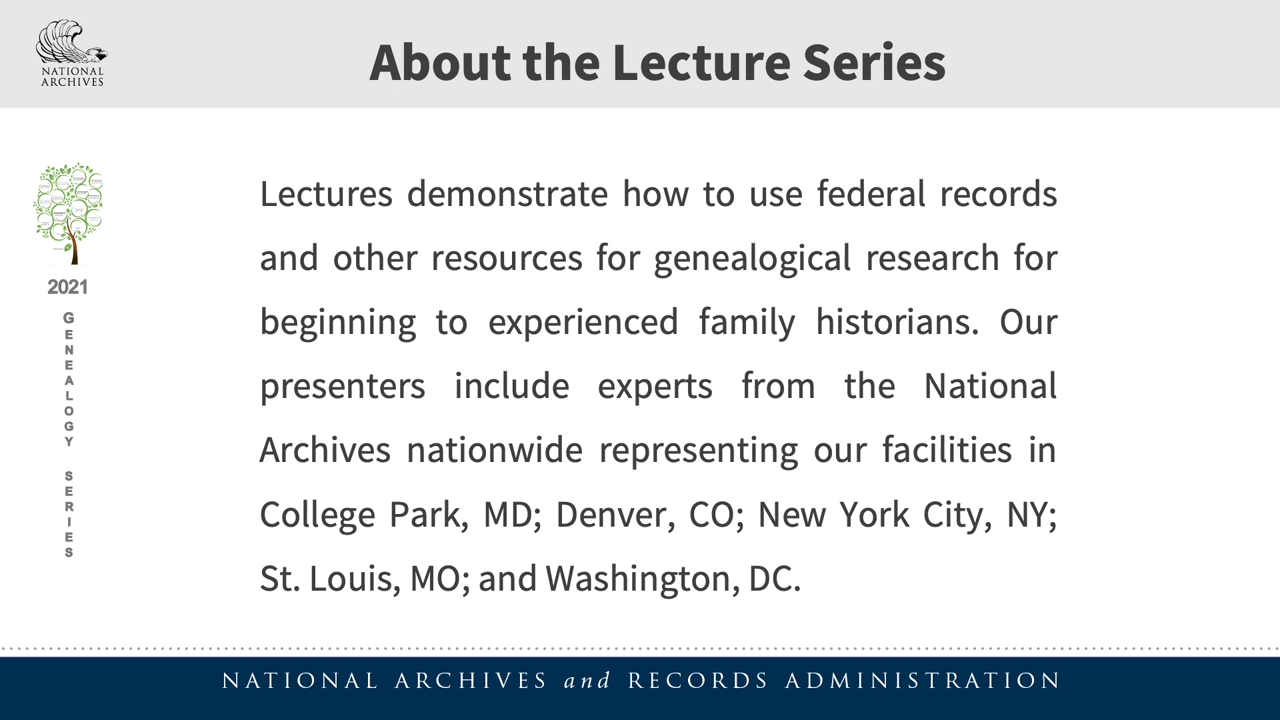 NATIONAL
ARCHIVES
About the Lecture Series
2021
GENEALOGY SERIES
Lectures demonstrate how to use federal records
and other resources for genealogical research for
beginning to experienced family historians. Our
presenters include experts from the National
Archives nationwide representing our facilities in
College Park, MD; Denver, CO; New York City, NY;
St. Louis, MO; and Washington, DC.
NATIONAL ARCHIVES and RECORDS ADMINISTRATION